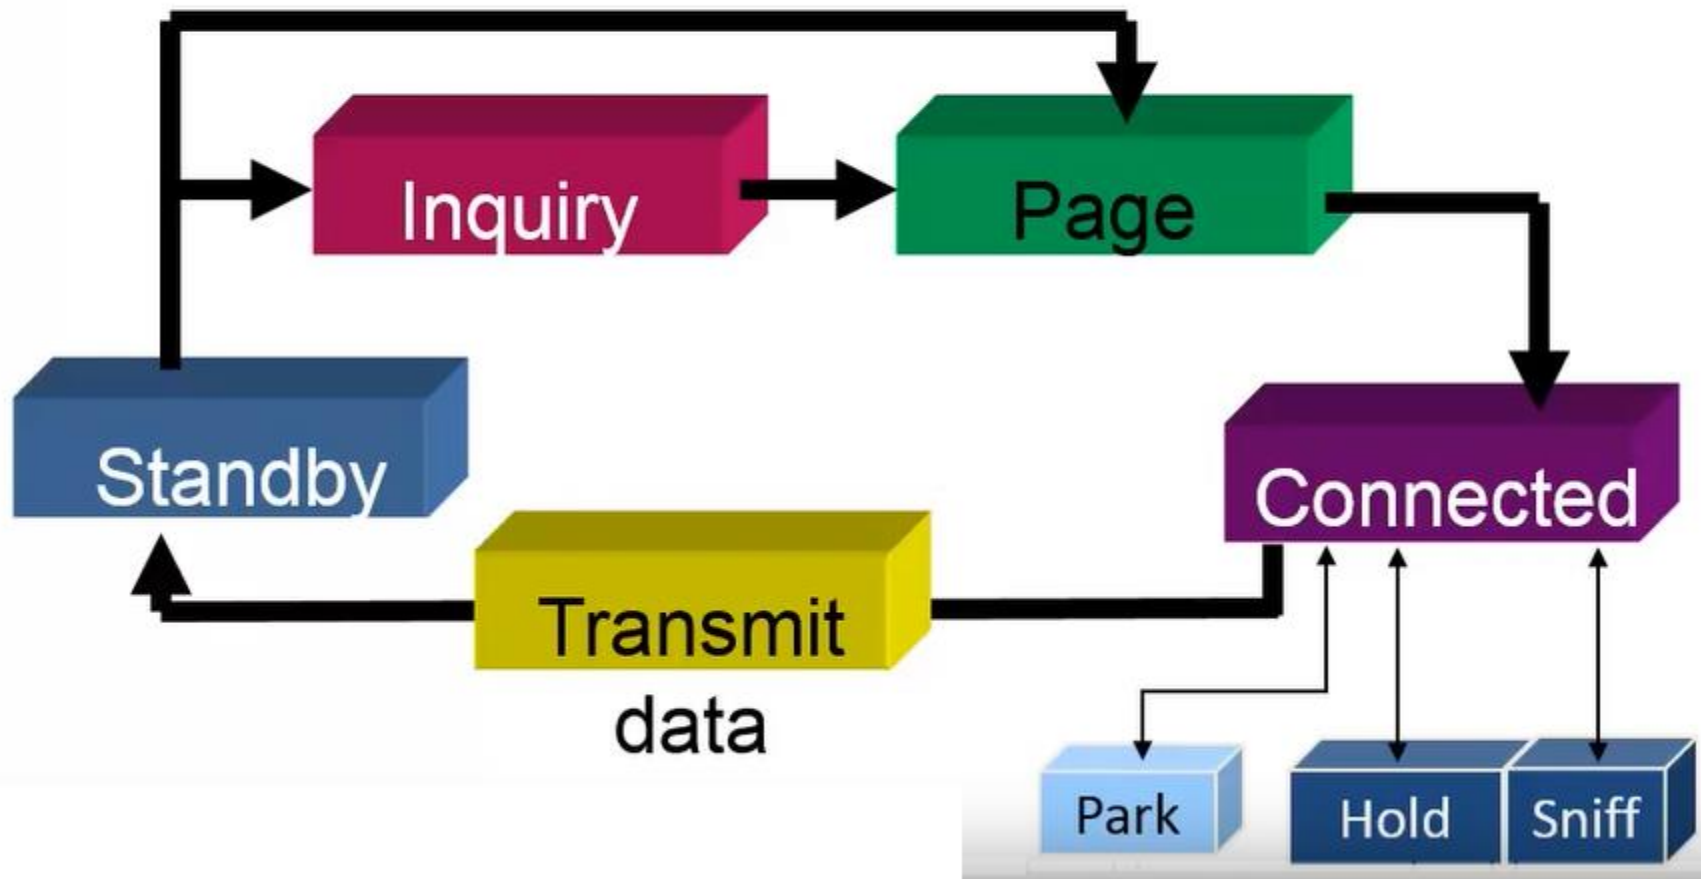 Inquiry
Page
Standby
Connected
Transmit
data
Park
Hold
Sniff